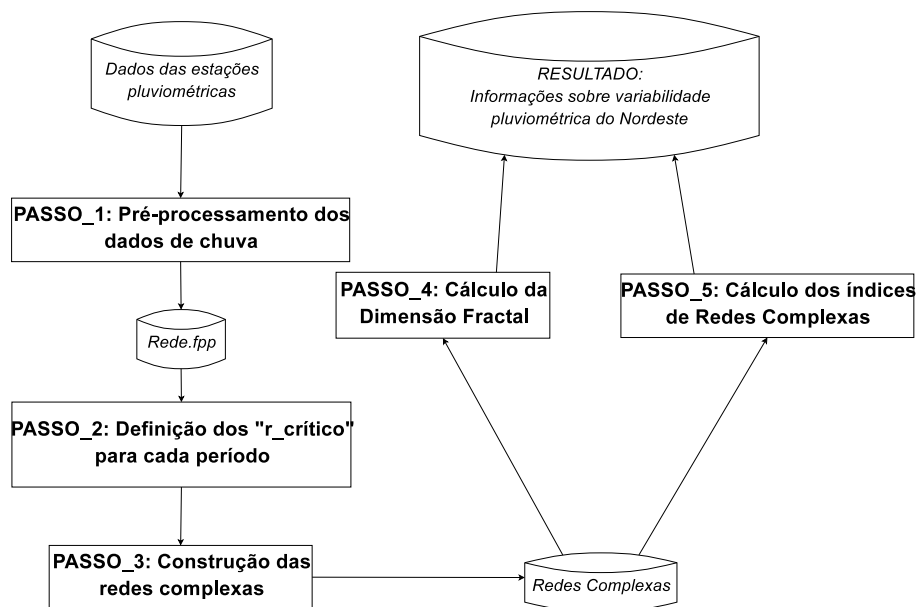 Dados das estações
pluviométricas
PASSO_1: Pré-processamento dos
dados de chuva
Rede.fpp
PASSO_2: Definição dos "r_crítico"
para cada período
PASSO_3: Construção das
redes complexas
Redes Complexas
PASSO_4: Cálculo da
Dimensão Fractal
PASSO_5: Cálculo dos índices
de Redes Complexas
RESULTADO:
Informações sobre variabilidade
pluviométrica do Nordeste